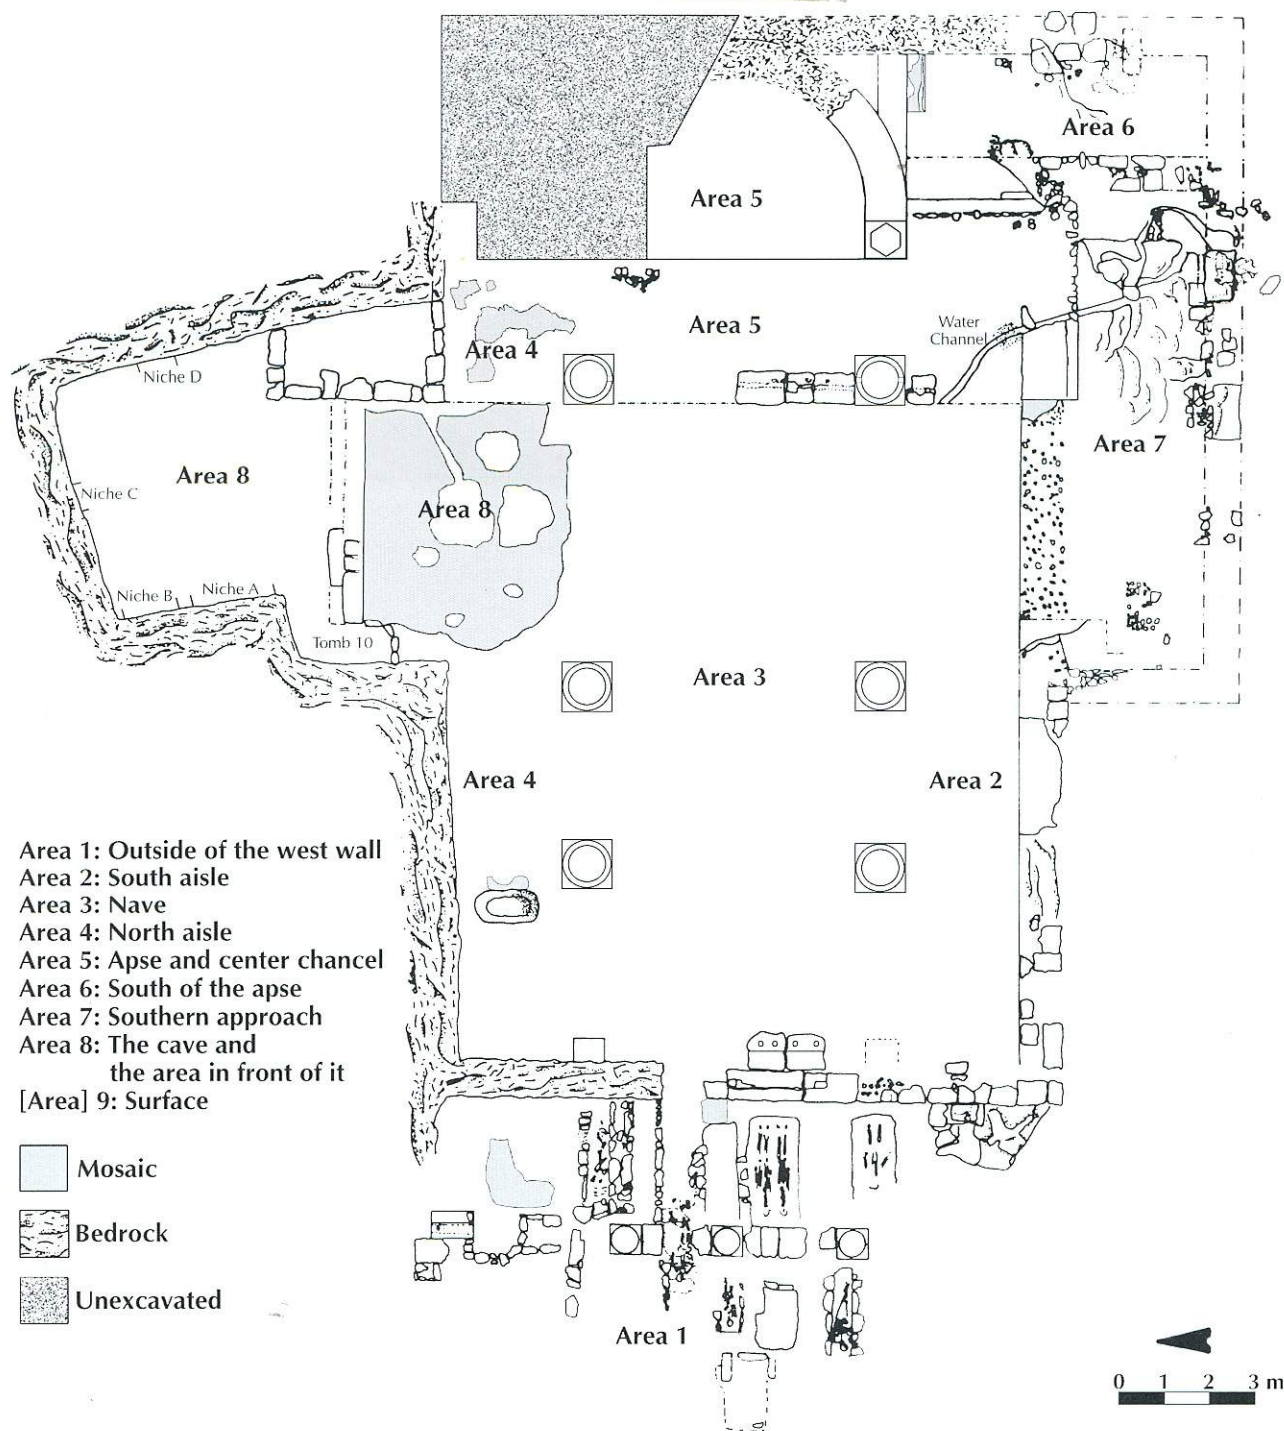 Area 6
Area 5
Area 5
Water
Channel
Area 4
Niche D
Area 7
Area 8
Niche C
Area 8
Niche B
Niche A
Tomb 10
Area 3
Area 4
Area 2
Area 1: Outside of the west wall
Area 2: South aisle
Area 3: Nave
Area 4: North aisle
Area 5: Apse and center chancel
Area 6: South of the apse
Area 7: Southern approach
Area 8: The cave and
the area in front of it
[Area] 9: Surface
Mosaic
Bedrock
Unexcavated
Area 1
0 1 2 3 m